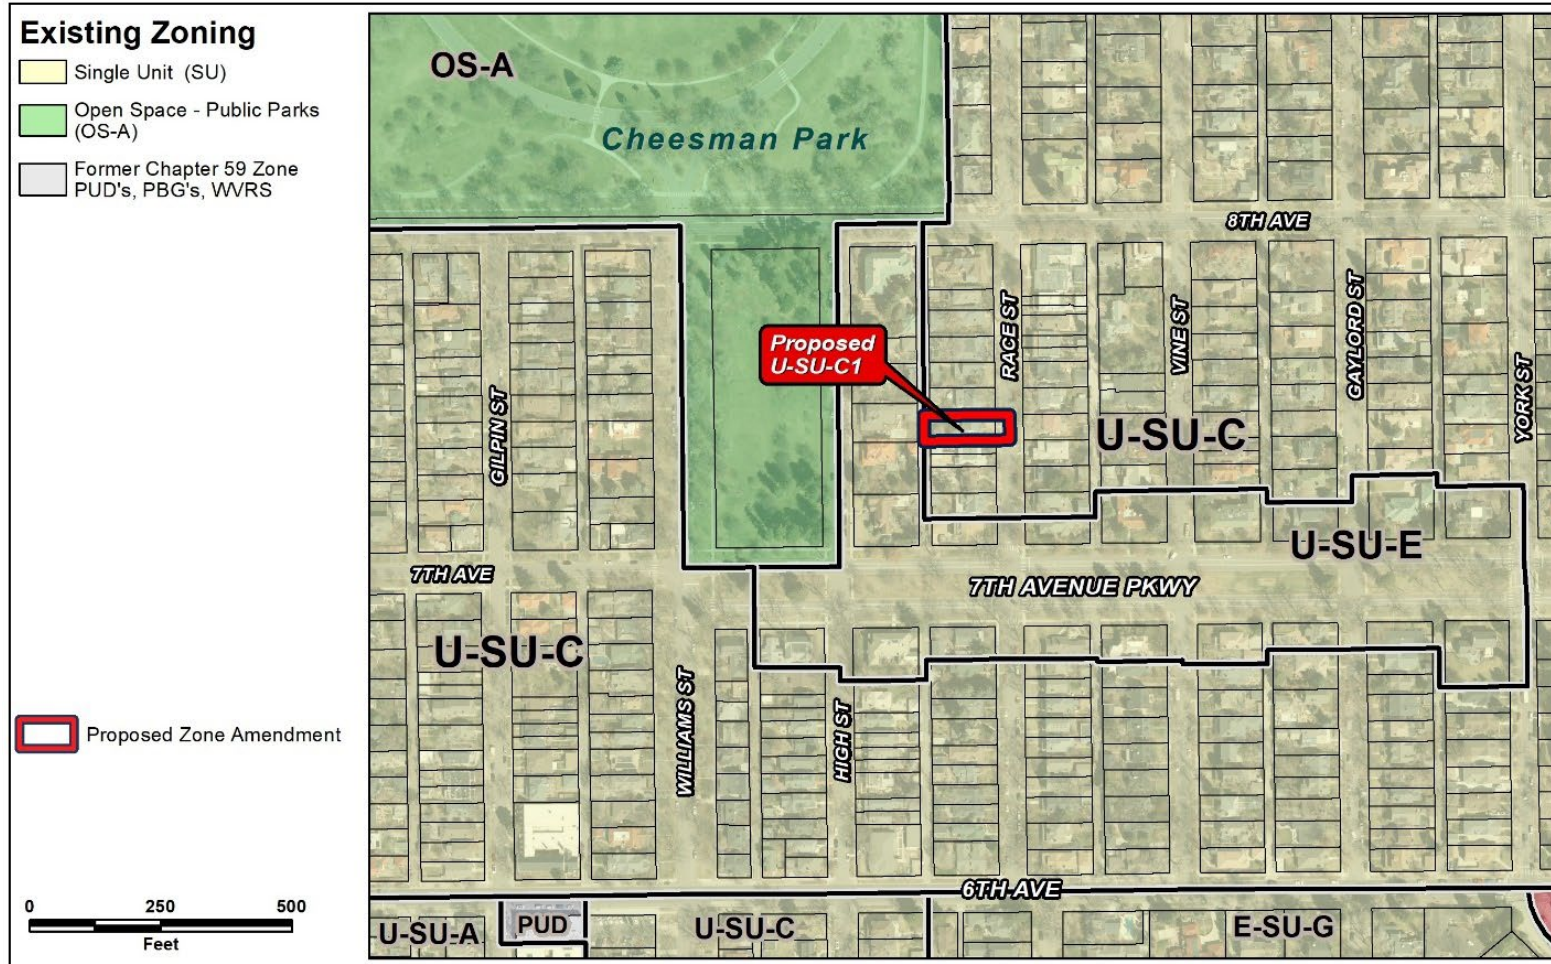 Existing Zoning
Single Unit (SU)
Open Space - Public Parks
(OS-A)
Former Chapter 59 Zone
PUD's, PBG's, WVRS
Proposed Zone Amendment
0 250 500
Feet
OS-A
Cheesman Park
8TH AVE
Proposed
U-SU-C1
RACE ST
VINE ST
GAYLORD ST
YORK ST
GILPIN ST
U-SU-C
U-SU-E
7TH AVE
7TH AVENUE PKWY
U-SU-C
WILLIAMS ST
HIGH ST
6TH AVE
U-SU-A
PUD
U-SU-C
E-SU-G